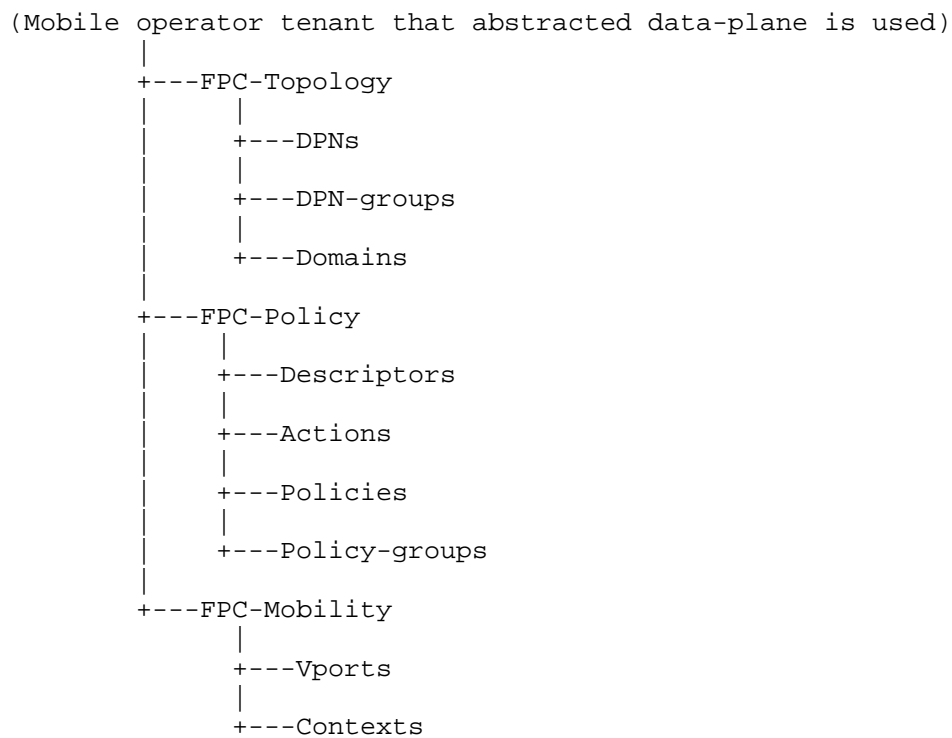 (Mobile operator tenant that abstracted data-plane is used)
|
+---FPC-Topology
|     |
|     +---DPNs
|     |
|     +---DPN-groups
|     |
|     +---Domains
|
+---FPC-Policy
|    |
|    +---Descriptors
|    |
|    +---Actions
|    |
|    +---Policies
|    |
|    +---Policy-groups
|
+---FPC-Mobility
      |
      +---Vports
      |
      +---Contexts